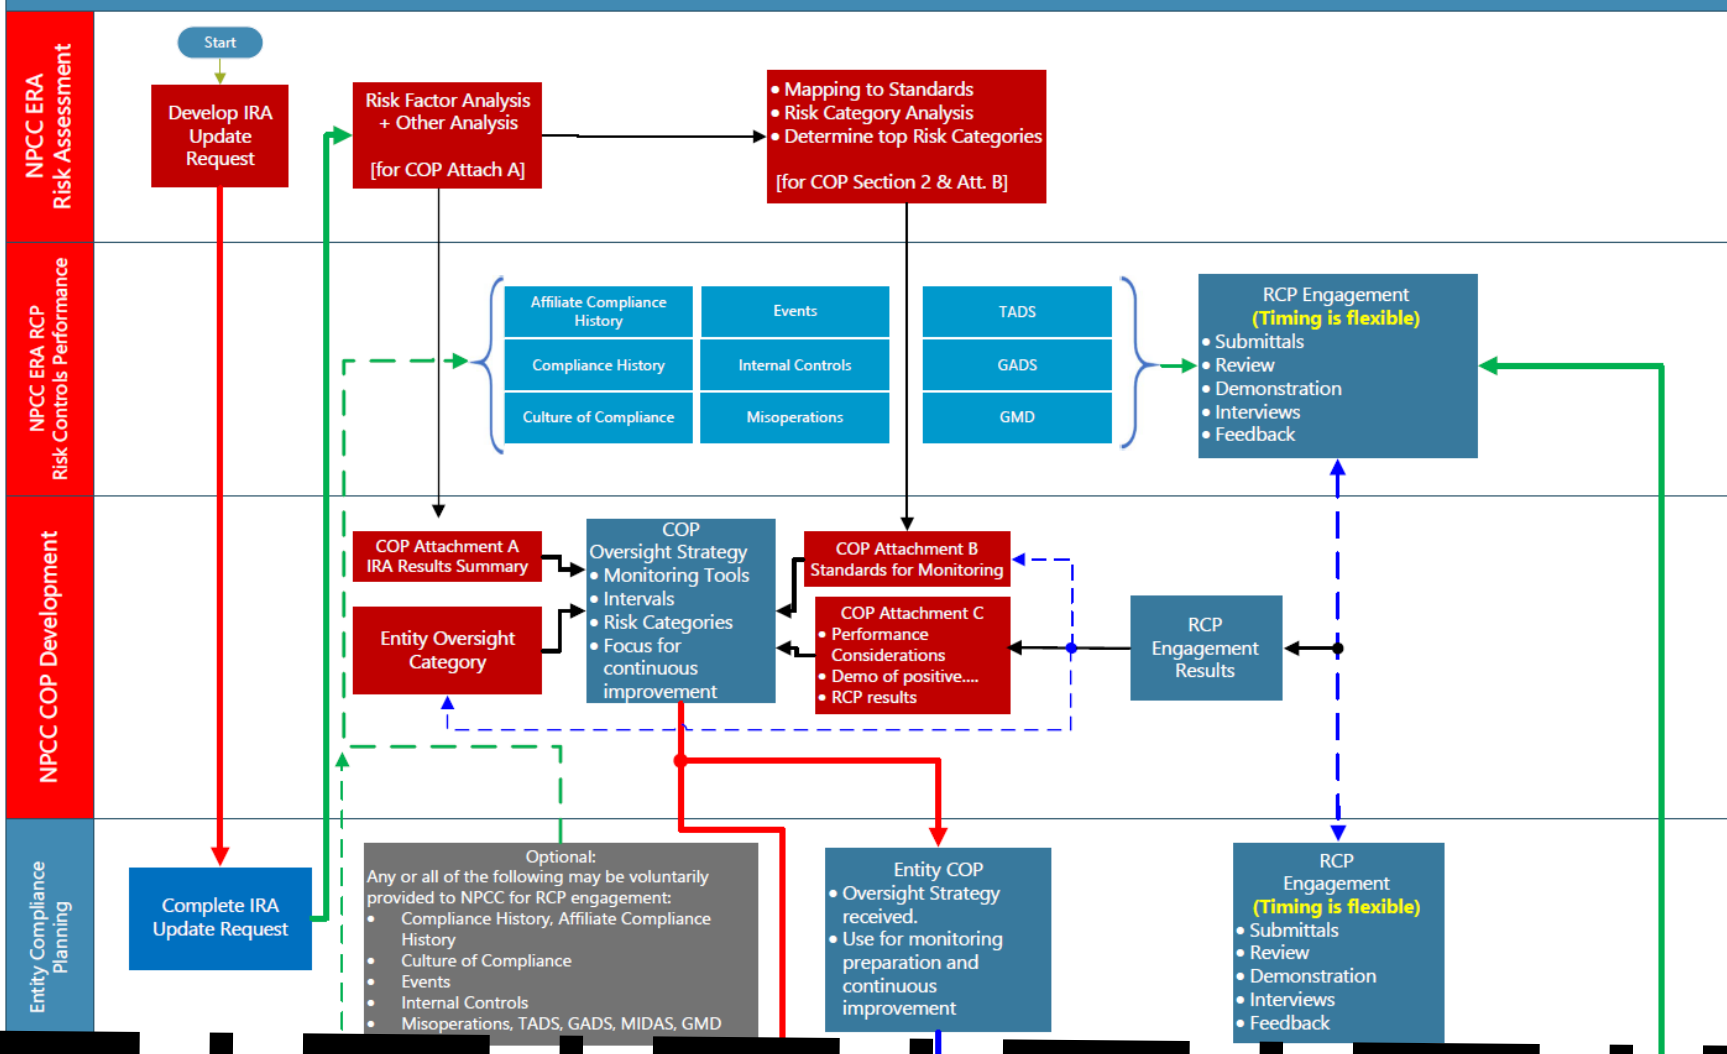 NPCC ERA
Risk Assessment
Start
Develop IRA
Update
Request
Risk Factor Analysis
+ Other Analysis
[for COP Attach A]
• Mapping to Standards
• Risk Category Analysis
• Determine top Risk Categories
[for COP Section 2 & Att. B]
NPCC ERA RCP
Risk Controls Performance
Affiliate Compliance
History
Events
TADS
Compliance History
Internal Controls
GADS
Culture of Compliance
Misoperations
GMD
RCP Engagement
(Timing is flexible)
• Submittals
• Review
• Demonstration
• Interviews
• Feedback
NPCC COP Development
COP Attachment A
IRA Results Summary
Entity Oversight
Category
COP
Oversight Strategy
• Monitoring Tools
• Intervals
• Risk Categories
• Focus for
continuous
improvement
COP Attachment B
Standards for Monitoring
COP Attachment C
• Performance
Considerations
• Demo of positive....
• RCP results
RCP
Engagement
Results
Entity Compliance
Planning
Complete IRA
Update Request
Optional:
Any or all of the following may be voluntarily
provided to NPCC for RCP engagement:
• Compliance History, Affiliate Compliance
History
• Culture of Compliance
• Events
• Internal Controls
• Misoperations, TADS, GADS, MIDAS, GMD
Entity COP
• Oversight Strategy
received.
• Use for monitoring
preparation and
continuous
improvement
RCP
Engagement
(Timing is flexible)
• Submittals
• Review
• Demonstration
• Interviews
• Feedback